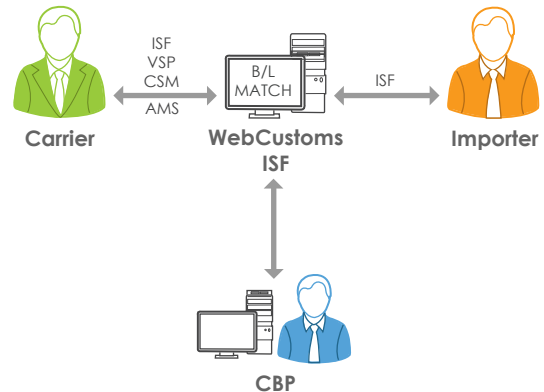 ISF
VSP
CSM
AMS
B/L
MATCH
ISF
Carrier
WebCustoms
ISF
Importer
CBP